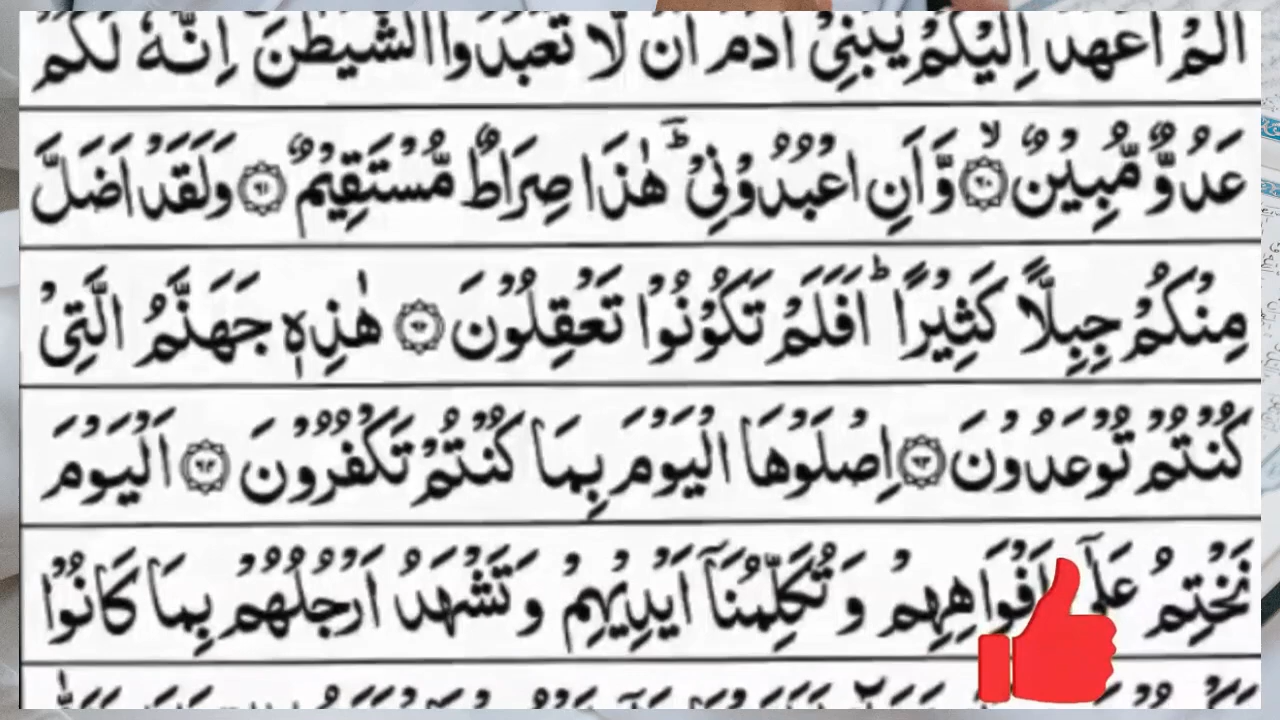 اَلَمْ اَعْهَدْ اِلَيْكُمْ يٰبَنِيْٓ اٰدَمَ اَنْ لَّا تَعْبُدُوا الشَّيْطٰنَ ۚ اِنَّهٗ لَكُمْ
عَدُوٌّ مُّبِيْنٌ ۙ ﴿٦٠﴾ وَّاَنِ اعْبُدُوْنِيْ ؕ هٰذَا صِرَاطٌ مُّسْتَقِيْمٌ ﴿٦١﴾ وَلَقَدْ اَضَلَّ
مِنْكُمْ جِبِلًّا كَثِيْرًا ؕ اَفَلَمْ تَكُوْنُوْا تَعْقِلُوْنَ ﴿٦٢﴾ هٰذِهٖ جَهَنَّمُ الَّتِيْ
كُنْتُمْ تُوْعَدُوْنَ ﴿٦٣﴾ اِصْلَوْهَا الْيَوْمَ بِمَا كُنْتُمْ تَكْفُرُوْنَ ﴿٦٤﴾ اَلْيَوْمَ
نَخْتِمُ عَلٰٓى اَفْوَاهِهِمْ وَتُكَلِّمُنَآ اَيْدِيْهِمْ وَتَشْهَدُ اَرْجُلُهُمْ بِمَا كَانُوْا